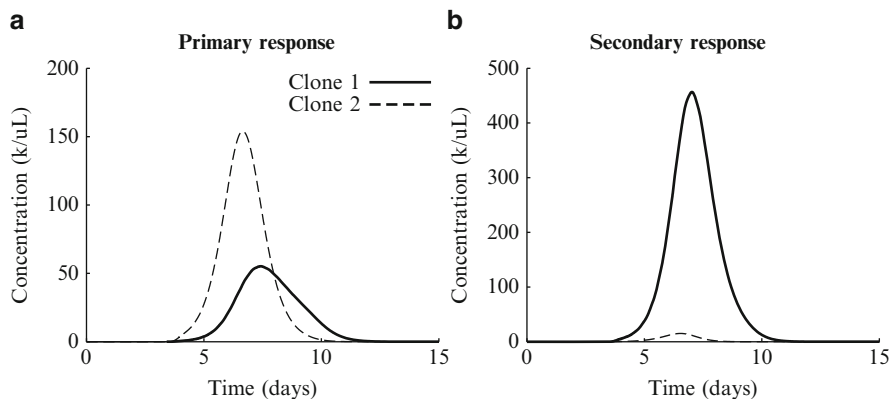 a
Primary response
200
150
100
50
0
Concentration (k/uL)
Clone 1
Clone 2
0 5 10 15
Time (days)
b
Secondary response
500
400
300
200
100
0
Concentration (k/uL)
0 5 10 15
Time (days)